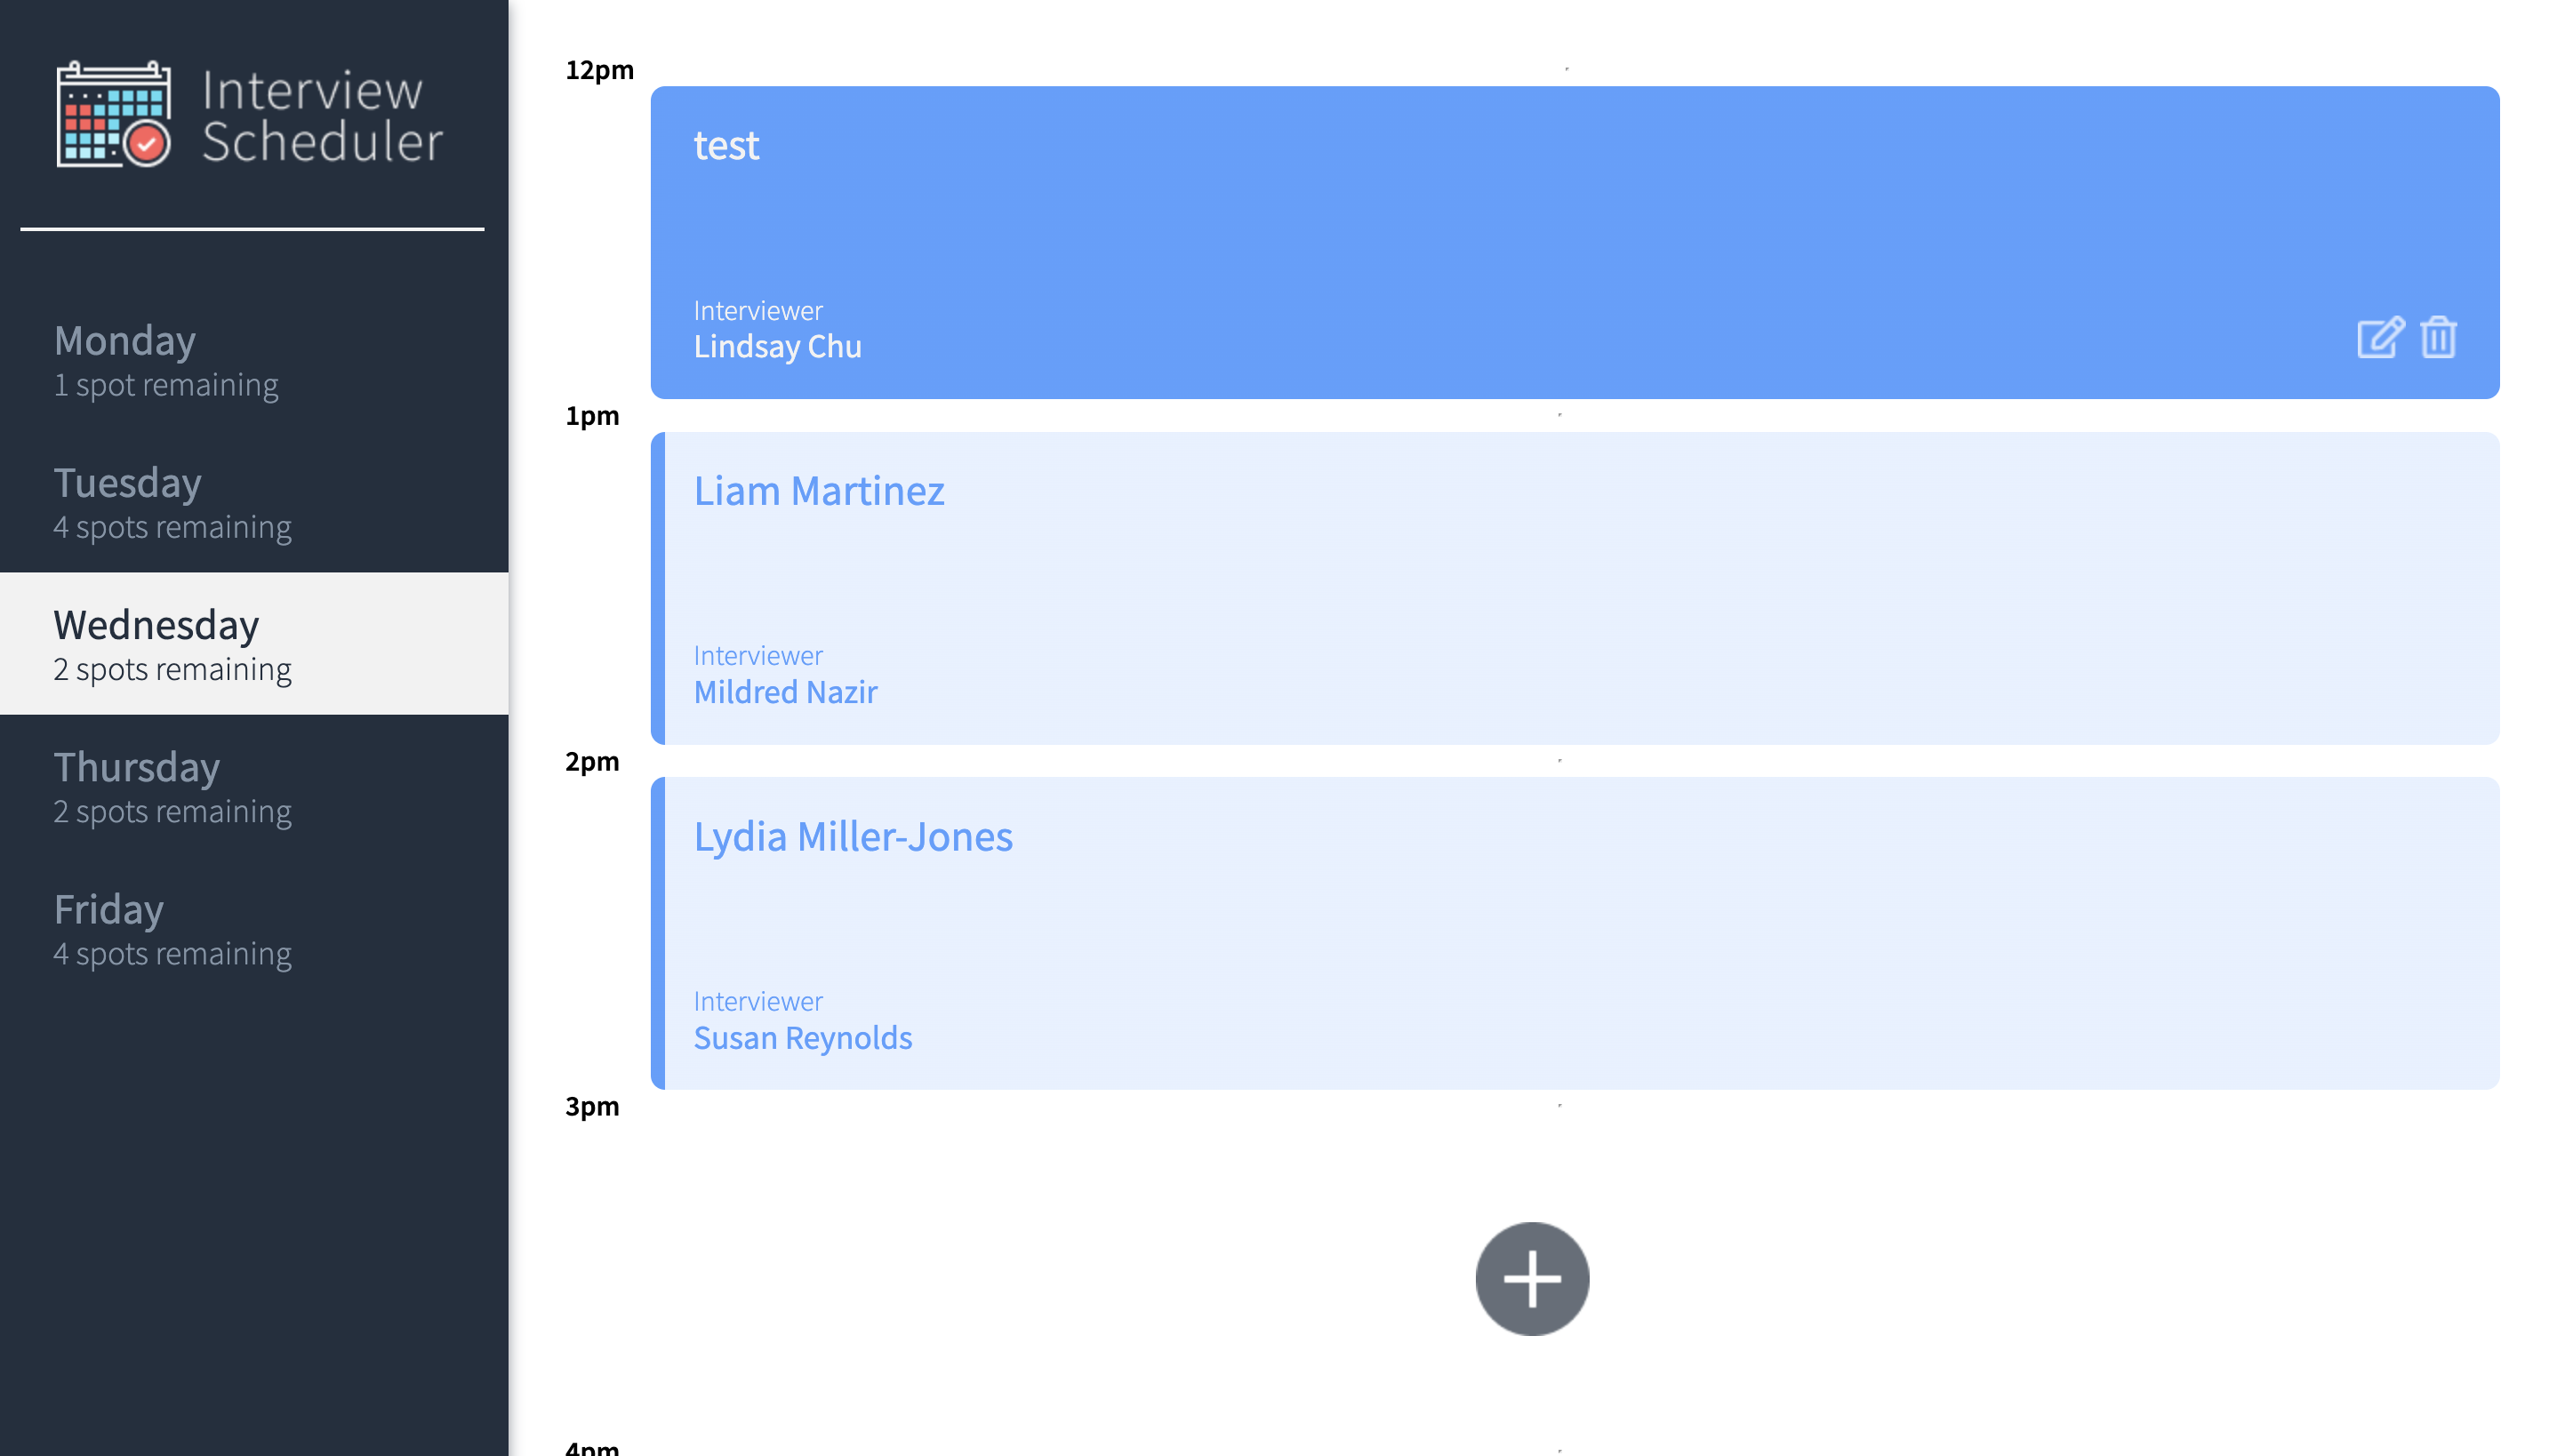 Interview
Scheduler
Monday
1 spot remaining
Tuesday
4 spots remaining
Wednesday
2 spots remaining
Thursday
2 spots remaining
Friday
4 spots remaining
12pm
test
Interviewer
Lindsay Chu
1pm
Liam Martinez
Interviewer
Mildred Nazir
2pm
Lydia Miller-Jones
Interviewer
Susan Reynolds
3pm
4pm